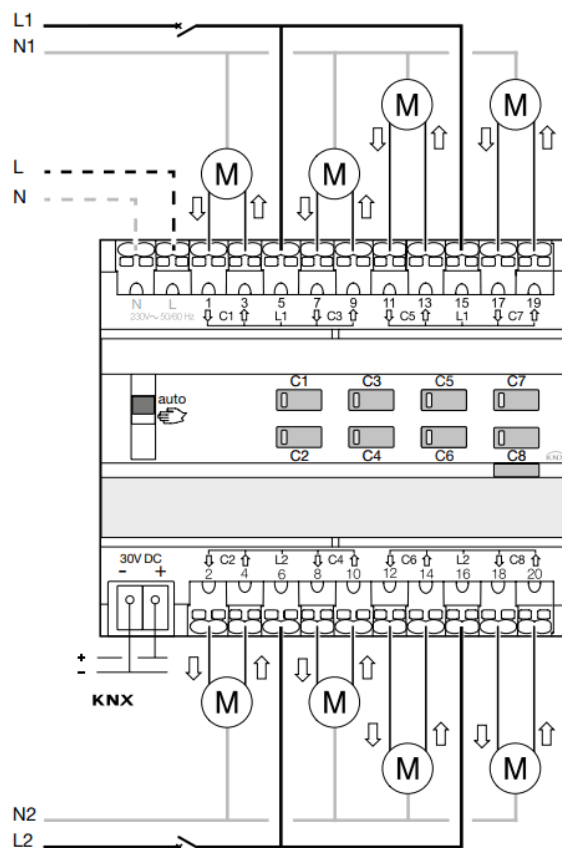 L1
N1
M M
M M
L
N
N L 1 3 5 7 9 11 13 15 17 19
230V~ 50/60 Hz C1 L1 C3 C5 L1 C7
auto
C1 C3 C5 C7
C2 C4 C6 C8
KNX
30V DC
- +
C2 L2 C4 C6 L2 C8
2 4 6 8 10 12 14 16 18 20
+
-
KNX
M M
M M
N2
L2